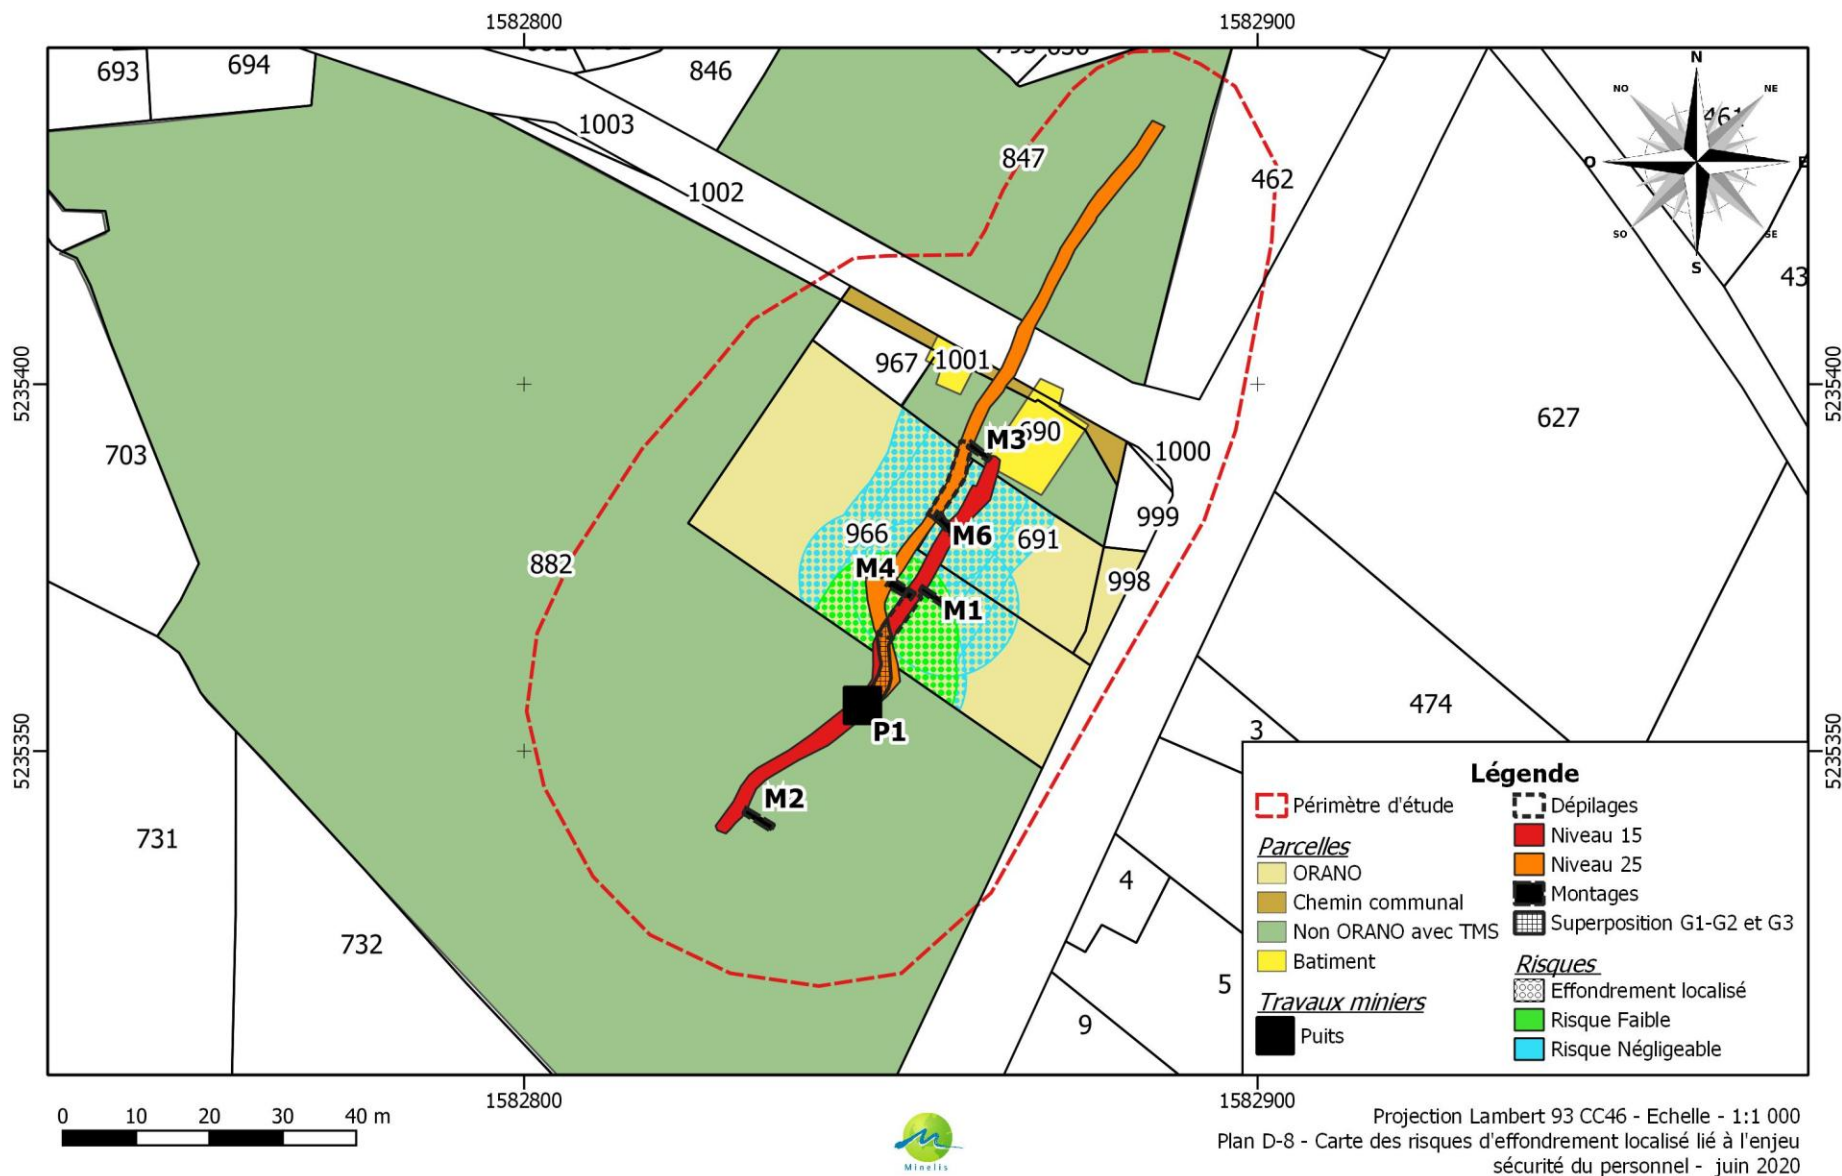 1582800
1582900
693
694
846
1003
847
1002
462
N
NO
NE
461
O
E
SO
SE
S
43
5235400
5235400
967
1001
627
703
M3
690
1000
999
966
M6
691
882
M4
998
M1
474
P1
3
5235350
5235350
M2
731
4
732
5
9
Légende
Périmètre d'étude
Parcelles
ORANO
Chemin communal
Non ORANO avec TMS
Batiment
Travaux miniers
Puits
Dépilages
Niveau 15
Niveau 25
Montages
Superposition G1-G2 et G3
Risques
Effondrement localisé
Risque Faible
Risque Négligeable
1582800
1582900
0 10 20 30 40 m
Minelis
Projection Lambert 93 CC46 - Echelle - 1:1 000
Plan D-8 - Carte des risques d'effondrement localisé lié à l'enjeu
sécurité du personnel - juin 2020